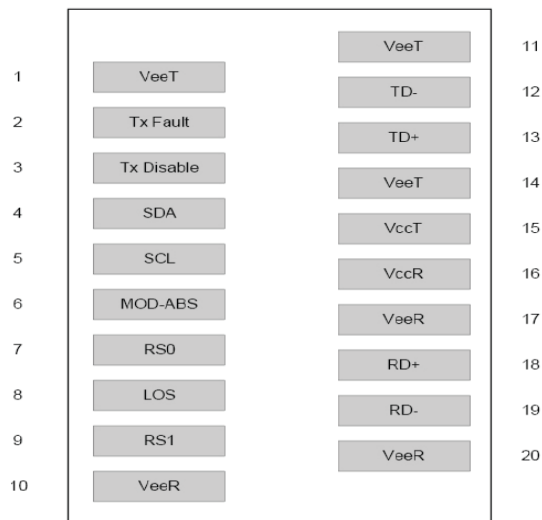 VeeT 11
1 VeeT
TD- 12
2 Tx Fault
TD+ 13
3 Tx Disable
VeeT 14
4 SDA
VccT 15
5 SCL
VccR 16
6 MOD-ABS
VeeR 17
7 RS0
RD+ 18
8 LOS
RD- 19
9 RS1
VeeR 20
10 VeeR